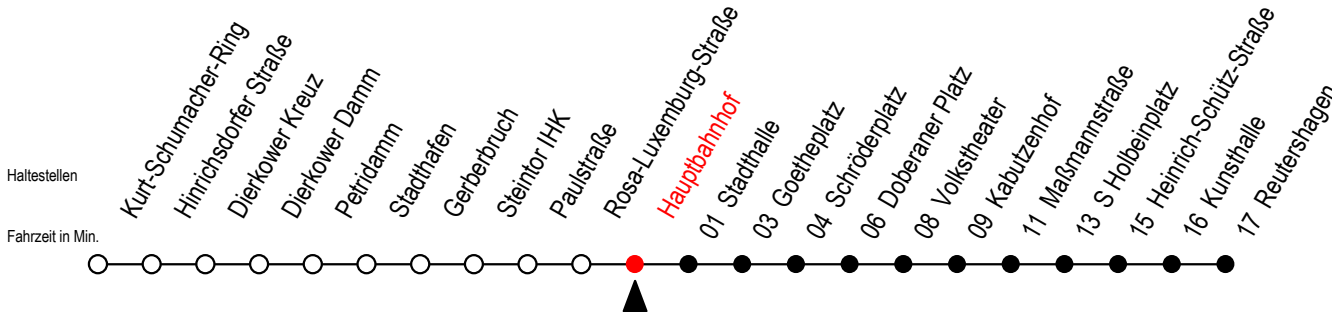 Haltestellen
Fahrzeit in Min.
Kurt-Schumacher-Ring
Hinrichsdorfer Straße
Dierkower Kreuz
Dierkower Damm
Petridamm
Stadthafen
Gerberbruch
Steintor IHK
Paulstraße
Rosa-Luxemburg-Straße
Hauptbahnhof
01 Stadthalle
03 Goetheplatz
04 Schröderplatz
06 Doberaner Platz
08 Volkstheater
09 Kabutzenhof
11 Maßmannstraße
13 S Holbeinplatz
15 Heinrich-Schütz-Straße
16 Kunsthalle
17 Reutershagen